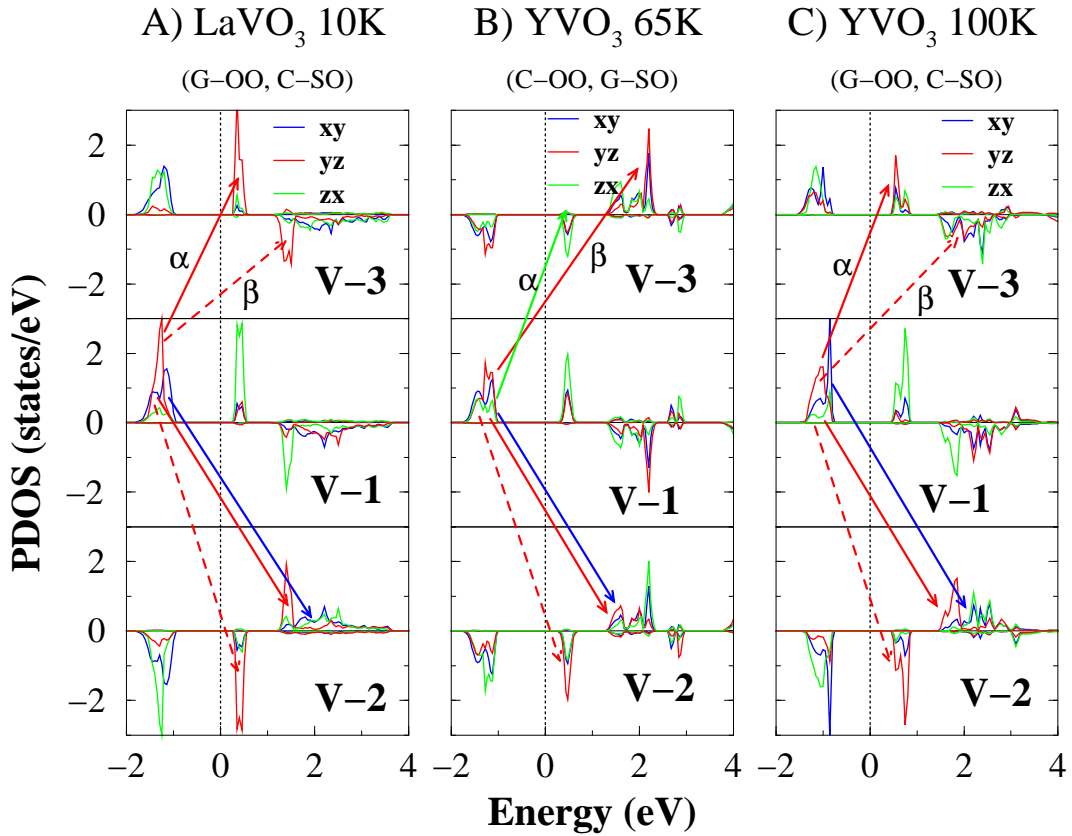 A) LaVO3 10K
B) YVO3 65K
C) YVO3 100K
(G−OO, C−SO)
(C−OO, G−SO)
(G−OO, C−SO)
xy
yz
zx
xy
yz
zx
xy
yz
zx
α
β
α
β
α
β
V−3
V−3
V−3
V−1
V−1
V−1
V−2
V−2
V−2
2
0
−2
2
0
−2
2
0
−2
PDOS (states/eV)
−2 0 2 4
−2 0 2 4
−2 0 2 4
Energy (eV)